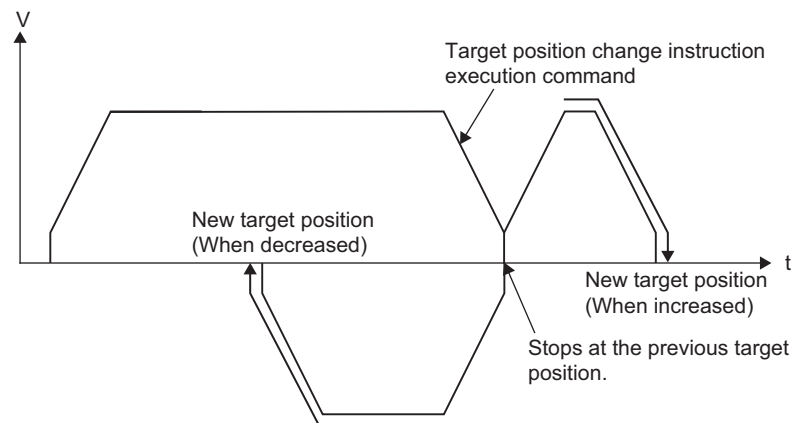 V
Target position change instruction
execution command
New target position
(When decreased)
t
New target position
(When increased)
Stops at the previous target
position.